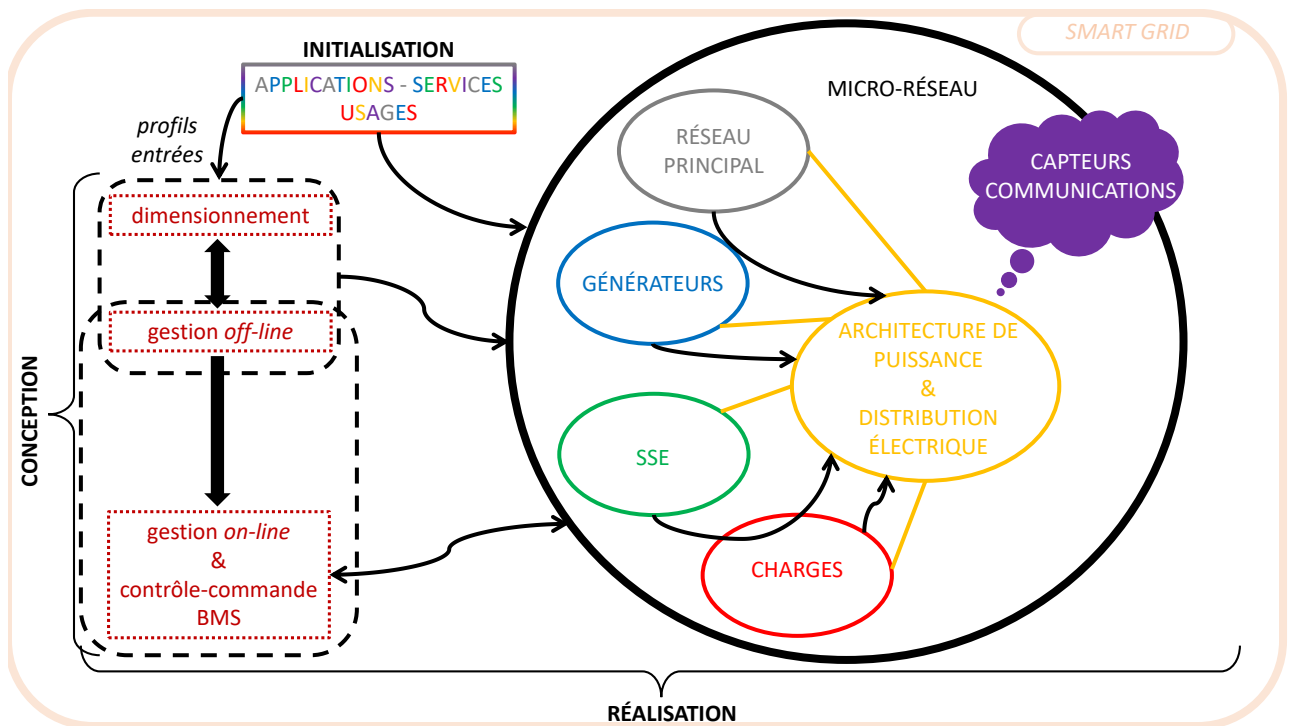 SMART GRID
INITIALISATION
APPLICATIONS - SERVICES
USAGES
profils
entrées
dimensionnement
gestion off-line
gestion on-line
&
contrôle-commande
BMS
CONCEPTION
MICRO-RÉSEAU
RÉSEAU
PRINCIPAL
CAPTEURS
COMMUNICATIONS
GÉNÉRATEURS
ARCHITECTURE DE
PUISSANCE
&
DISTRIBUTION
ÉLECTRIQUE
SSE
CHARGES
RÉALISATION